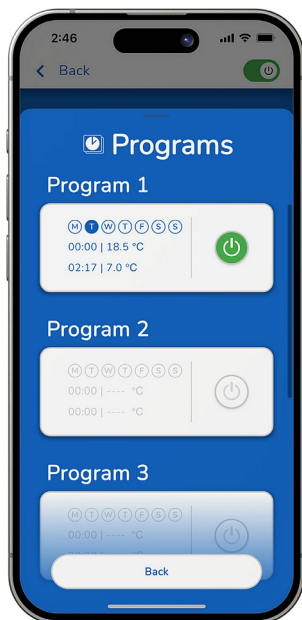 2:46
Back
Programs
Program 1
M T W T F S S
00:00 | 18.5 °C
02:17 | 7.0 °C
Program 2
M T W T F S S
00:00 | ---- °C
00:00 | ---- °C
Program 3
M T W T F S S
00:00 | ---- °C
Back